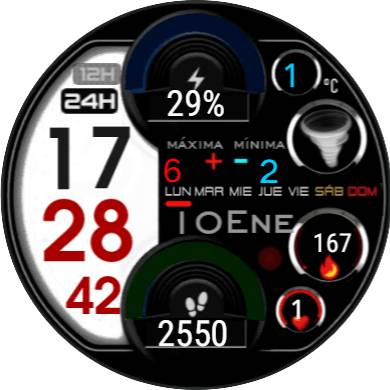 12H
24H
17
28
42
29%
1 °C
MÁXIMA MÍNIMA
6 + - 2
LUN MAR MIE JUE VIE SÁB DOM
10ENE
167
1
2550